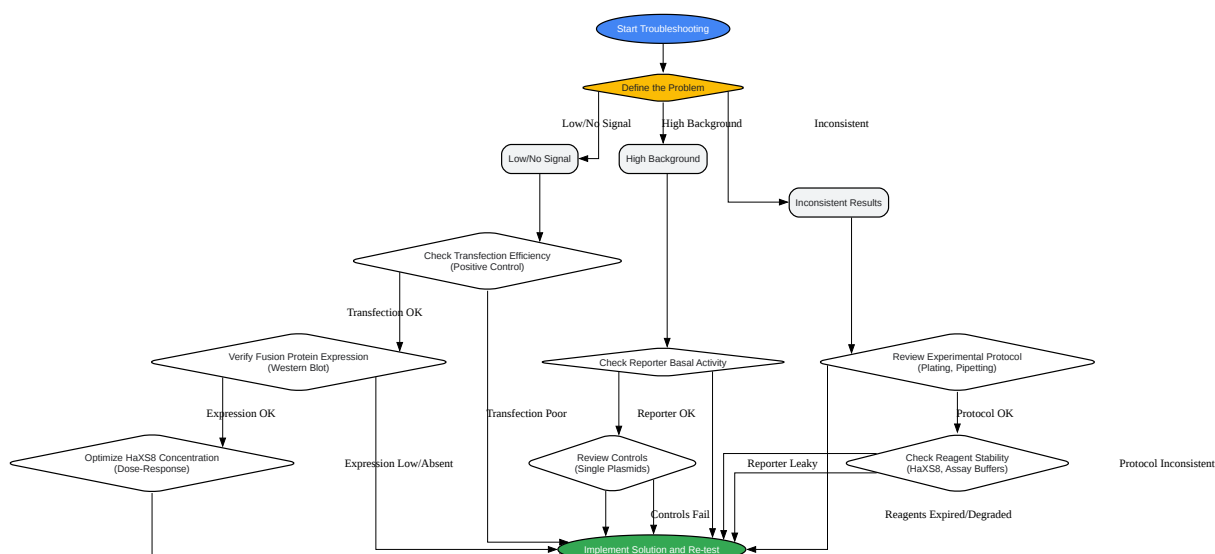 Start Troubleshooting
Define the Problem
Low/No Signal
High Background
Inconsistent
Low/No Signal
High Background
Inconsistent Results
Check Transfection Efficiency
(Positive Control)
Transfection OK
Verify Fusion Protein Expression
(Western Blot)
Check Reporter Basal Activity
Review Experimental Protocol
(Plating, Pipetting)
Expression OK
Transfection Poor
Reporter OK
Protocol OK
Optimize HaXS8 Concentration
(Dose-Response)
Expression Low/Absent
Review Controls
(Single Plasmids)
Reporter Leaky
Check Reagent Stability
(HaXS8, Assay Buffers)
Protocol Inconsistent
Controls Fail
Reagents Expired/Degraded
Implement Solution and Re-test